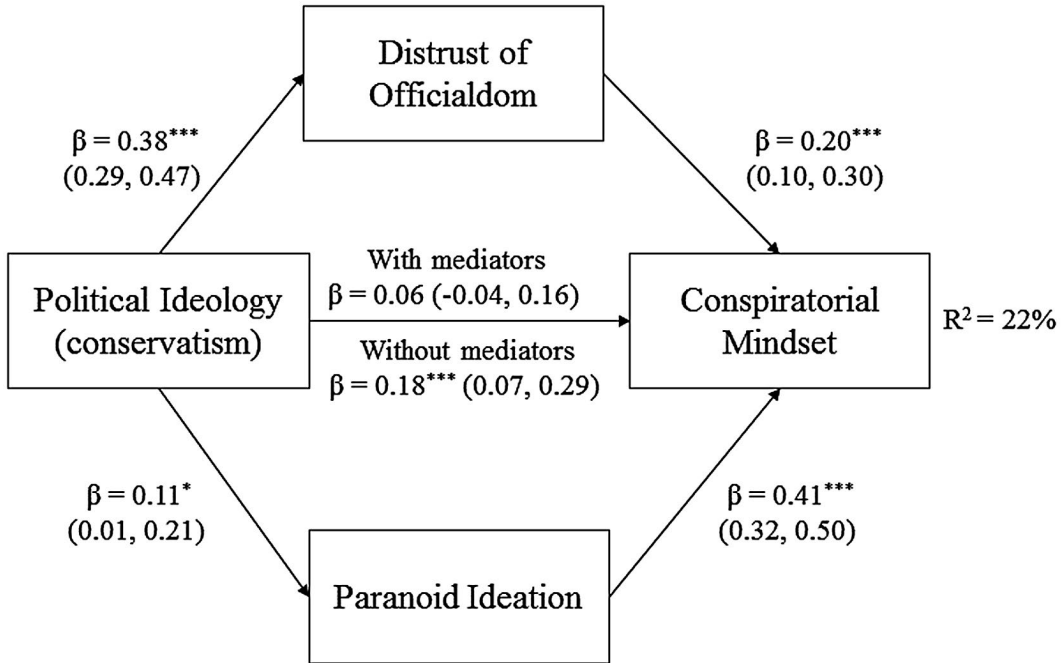 Distrust of
Officialdom
β = 0.38***
(0.29, 0.47)
β = 0.20***
(0.10, 0.30)
Political Ideology
(conservatism)
With mediators
β = 0.06 (-0.04, 0.16)
Without mediators
β = 0.18*** (0.07, 0.29)
Conspiratorial
Mindset
R² = 22%
β = 0.11*
(0.01, 0.21)
β = 0.41***
(0.32, 0.50)
Paranoid Ideation